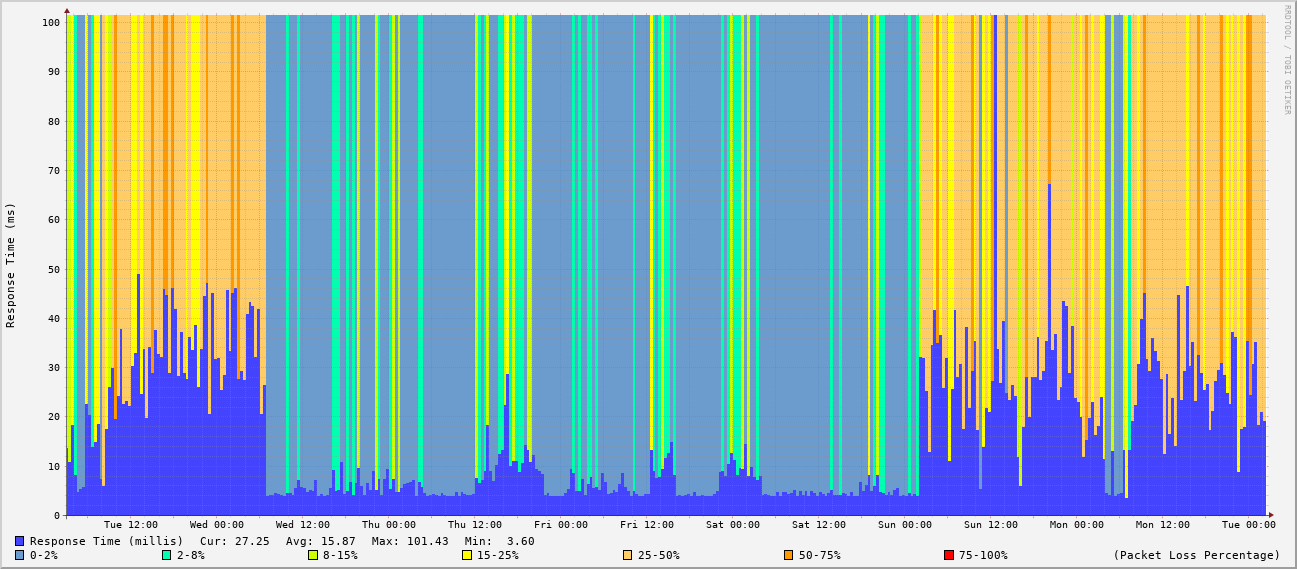 RRDTOOL / TOBI OETIKER
Response Time (ms)
100
90
80
70
60
50
40
30
20
10
0
Tue 12:00 Wed 00:00 Wed 12:00 Thu 00:00 Thu 12:00 Fri 00:00 Fri 12:00 Sat 00:00 Sat 12:00 Sun 00:00 Sun 12:00 Mon 00:00 Mon 12:00 Tue 00:00
Response Time (millis) Cur: 27.25 Avg: 15.87 Max: 101.43 Min: 3.60
0-2% 2-8% 8-15% 15-25% 25-50% 50-75% 75-100% (Packet Loss Percentage)